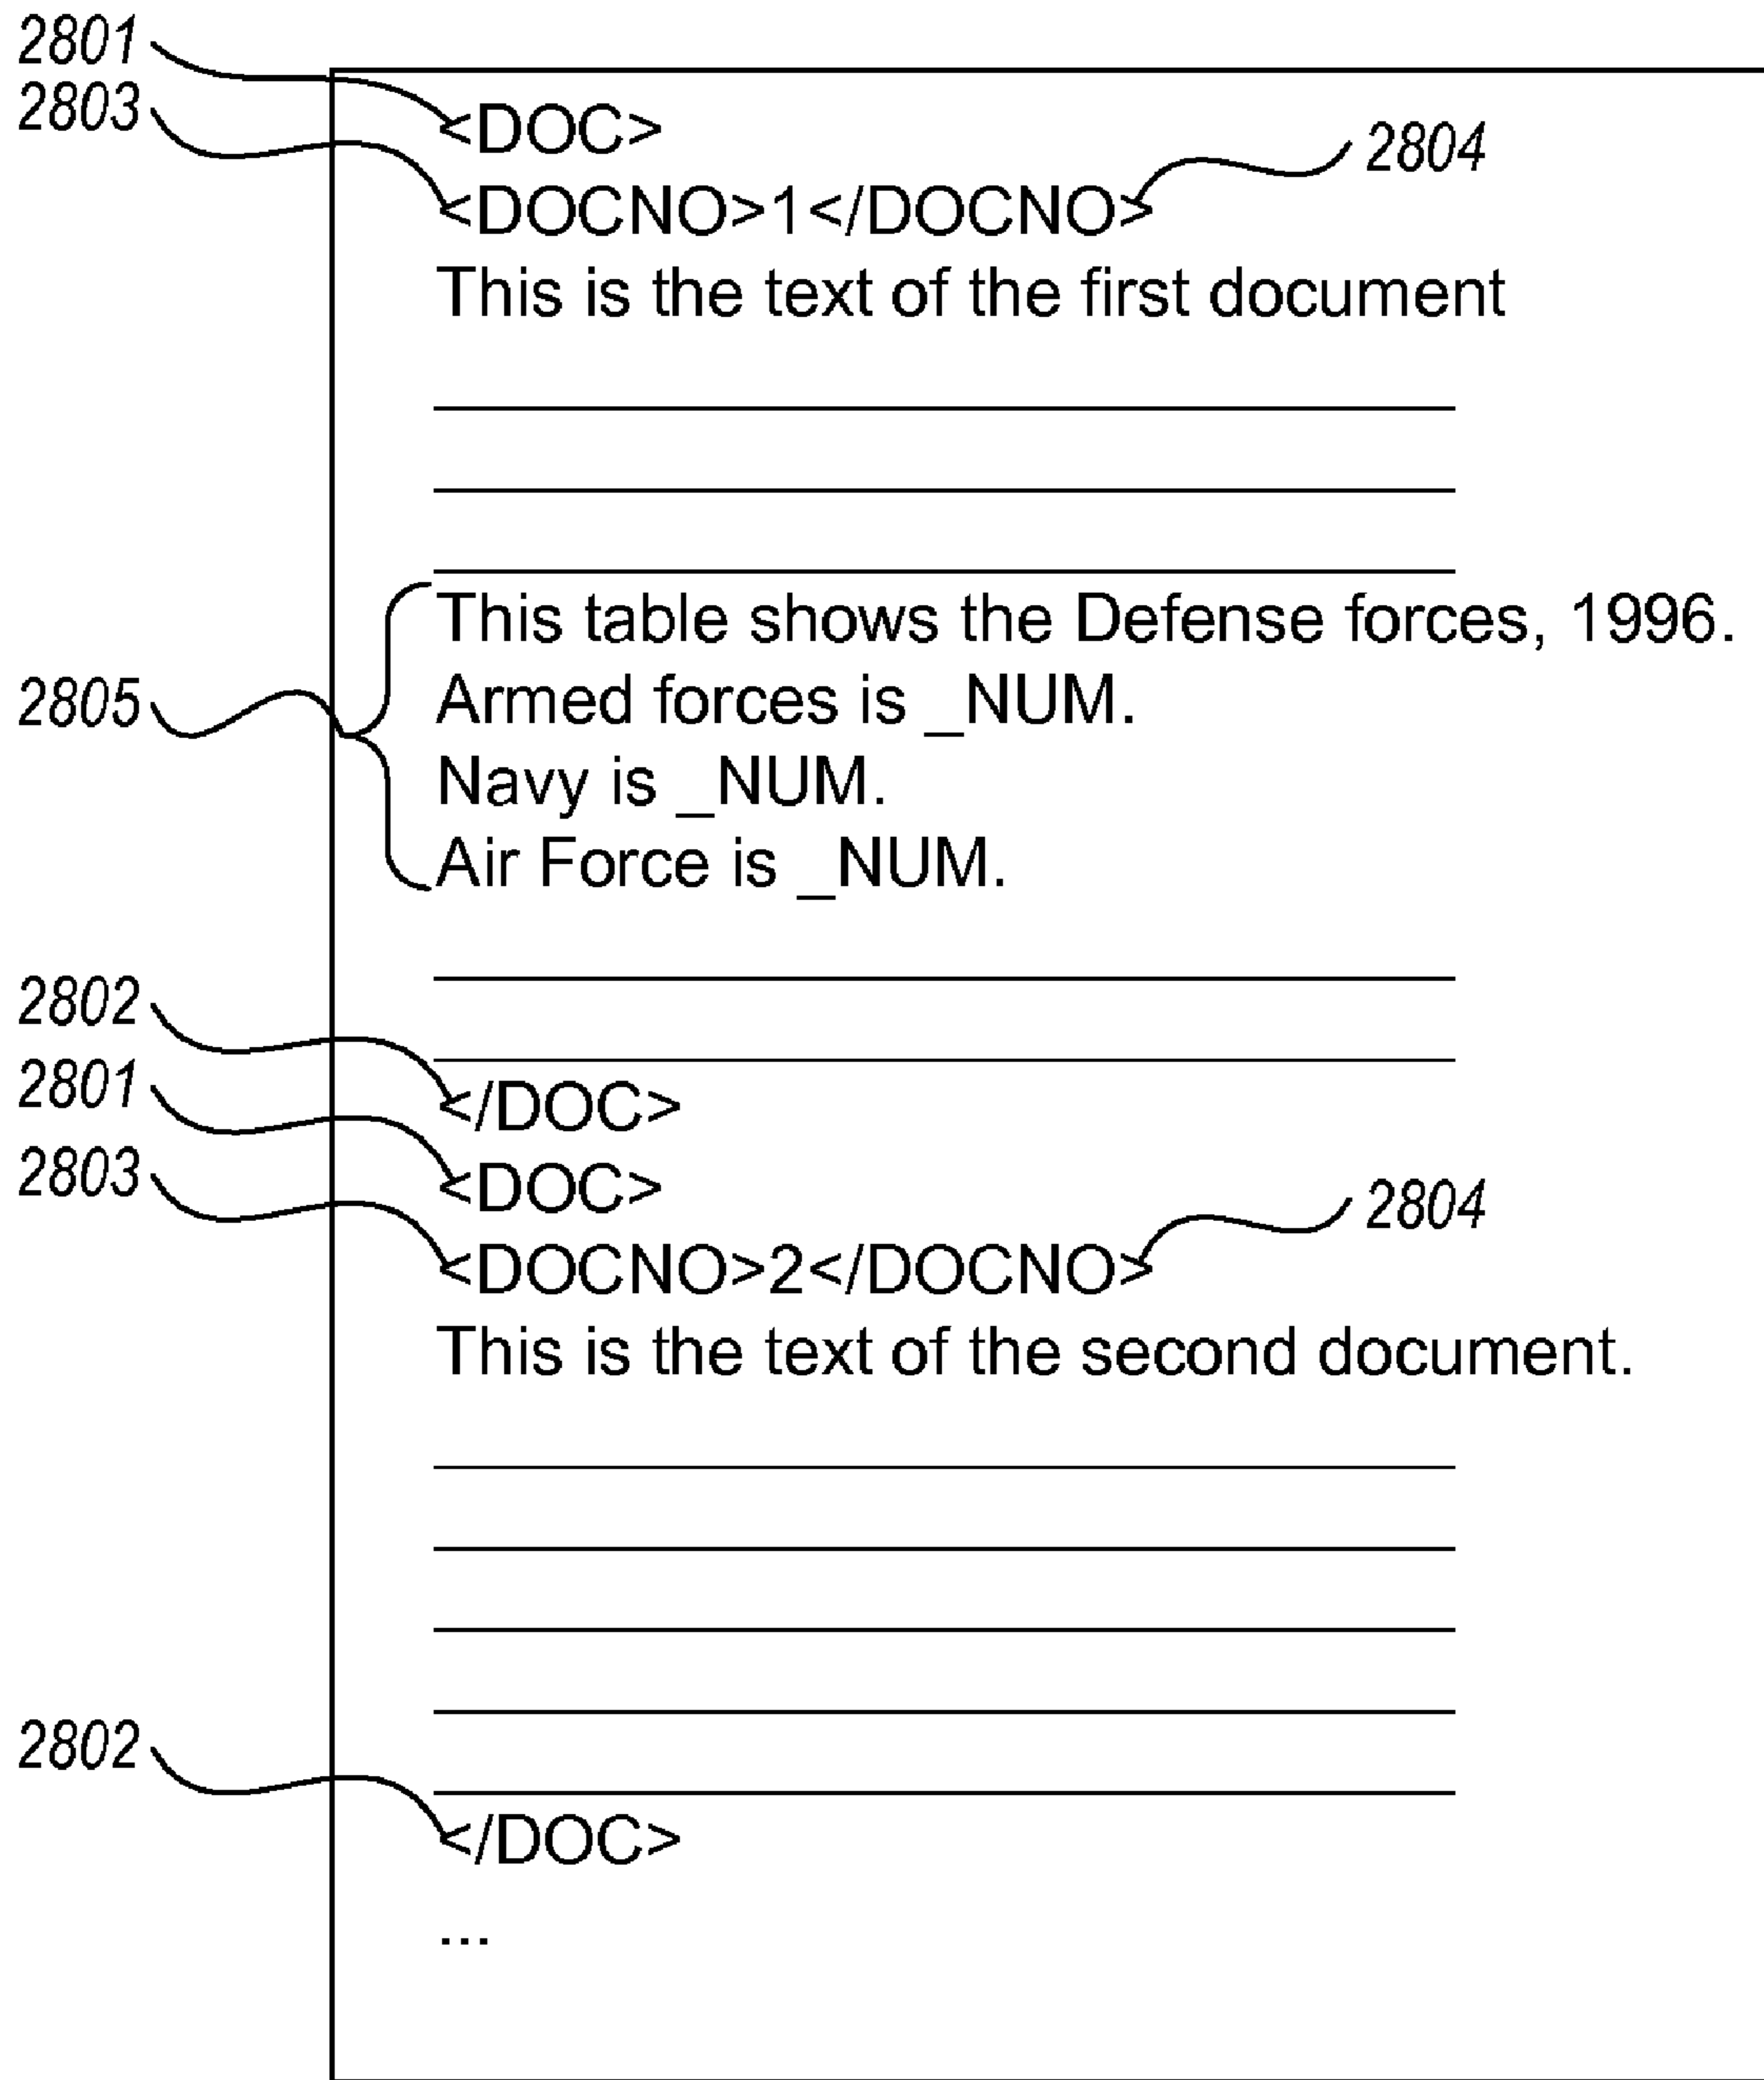 2801
<DOC>
2803
<DOCNO>1</DOCNO>
2804
This is the text of the first document
This table shows the Defense forces, 1996.
2805
Armed forces is _NUM.
Navy is _NUM.
Air Force is _NUM.
2802
</DOC>
2801
<DOC>
2803
<DOCNO>2</DOCNO>
2804
This is the text of the second document.
2802
</DOC>
...